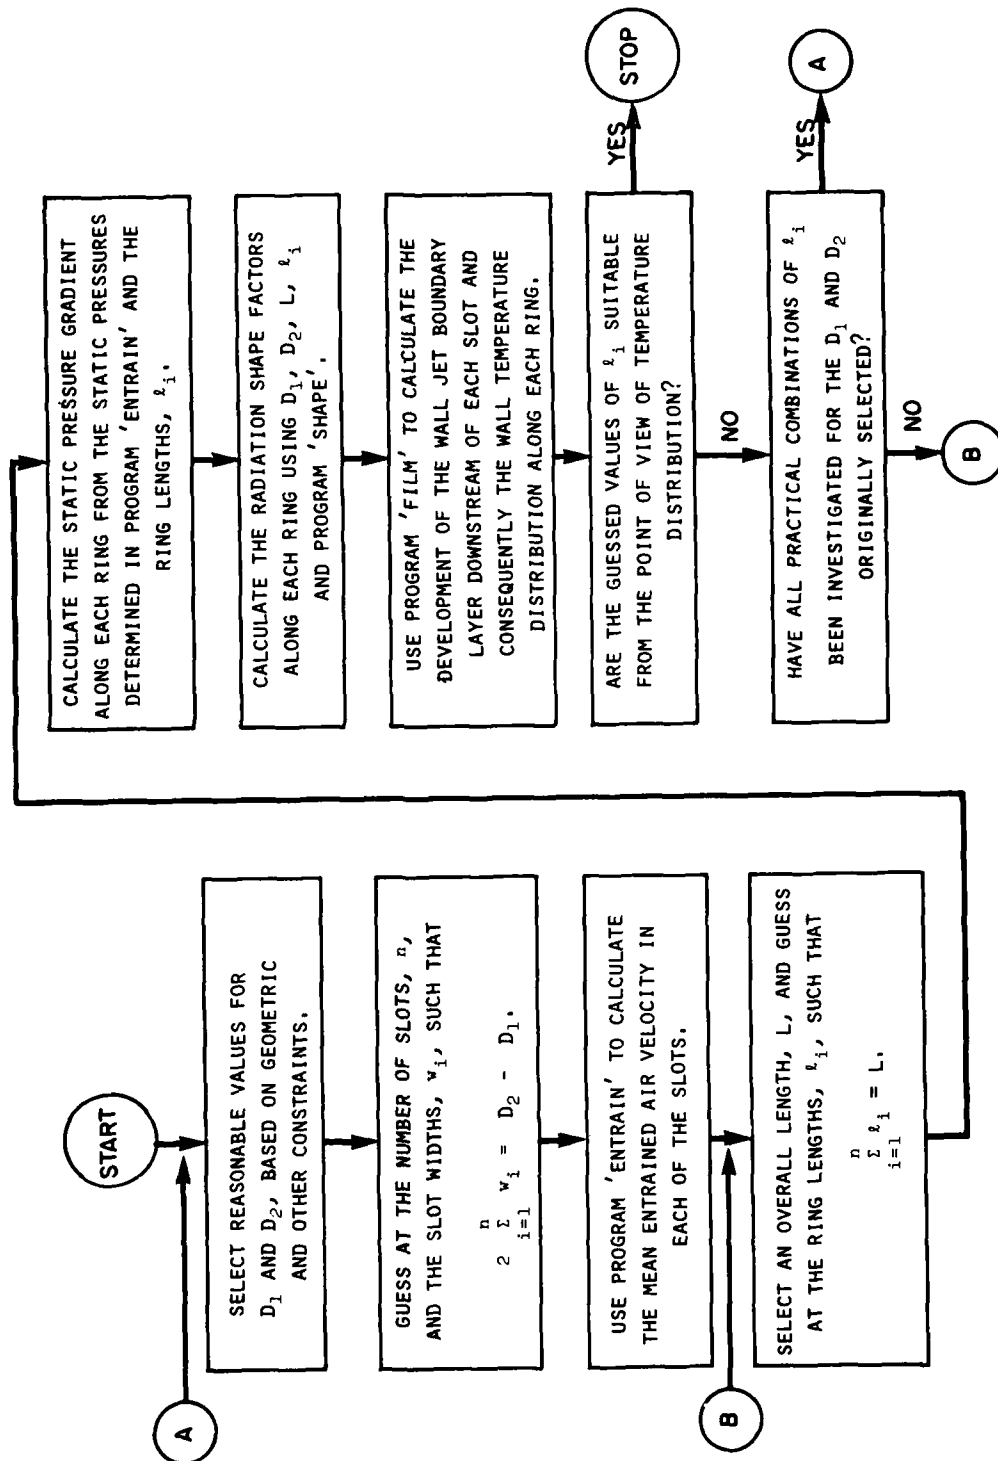 START
A
SELECT REASONABLE VALUES FOR
D₁ AND D₂, BASED ON GEOMETRIC
AND OTHER CONSTRAINTS.
GUESS AT THE NUMBER OF SLOTS, n,
AND THE SLOT WIDTHS, wᵢ, SUCH THAT
2 Σ(i=1 to n) wᵢ = D₂ - D₁.
USE PROGRAM 'ENTRAIN' TO CALCULATE
THE MEAN ENTRAINED AIR VELOCITY IN
EACH OF THE SLOTS.
B
SELECT AN OVERALL LENGTH, L, AND GUESS
AT THE RING LENGTHS, ℓᵢ, SUCH THAT
Σ(i=1 to n) ℓᵢ = L.
CALCULATE THE STATIC PRESSURE GRADIENT
ALONG EACH RING FROM THE STATIC PRESSURES
DETERMINED IN PROGRAM 'ENTRAIN' AND THE
RING LENGTHS, ℓᵢ.
CALCULATE THE RADIATION SHAPE FACTORS
ALONG EACH RING USING D₁, D₂, L, ℓᵢ
AND PROGRAM 'SHAPE'.
USE PROGRAM 'FILM' TO CALCULATE THE
DEVELOPMENT OF THE WALL JET BOUNDARY
LAYER DOWNSTREAM OF EACH SLOT AND
CONSEQUENTLY THE WALL TEMPERATURE
DISTRIBUTION ALONG EACH RING.
ARE THE GUESSED VALUES OF ℓᵢ SUITABLE
FROM THE POINT OF VIEW OF TEMPERATURE
DISTRIBUTION?
YES
STOP
NO
HAVE ALL PRACTICAL COMBINATIONS OF ℓᵢ
BEEN INVESTIGATED FOR THE D₁ AND D₂
ORIGINALLY SELECTED?
YES
A
NO
B